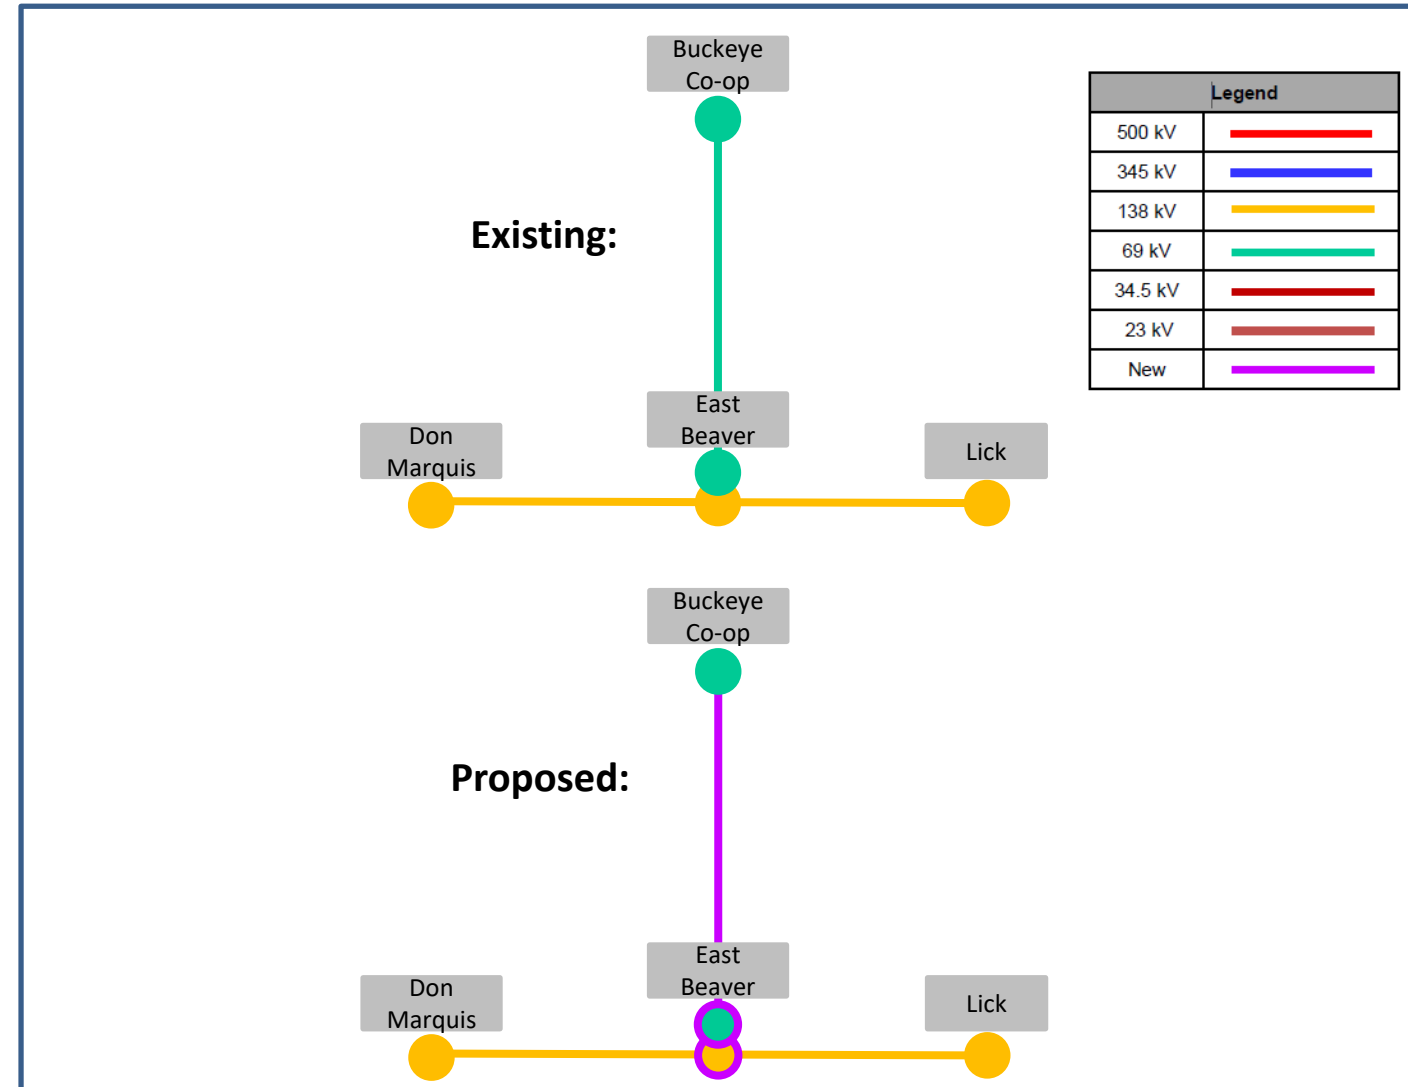 Buckeye
Co-op
Legend
500 kV
345 kV
138 kV
69 kV
34.5 kV
23 kV
New
Existing:
East
Beaver
Don
Marquis
Lick
Buckeye
Co-op
Proposed:
East
Beaver
Don
Marquis
Lick